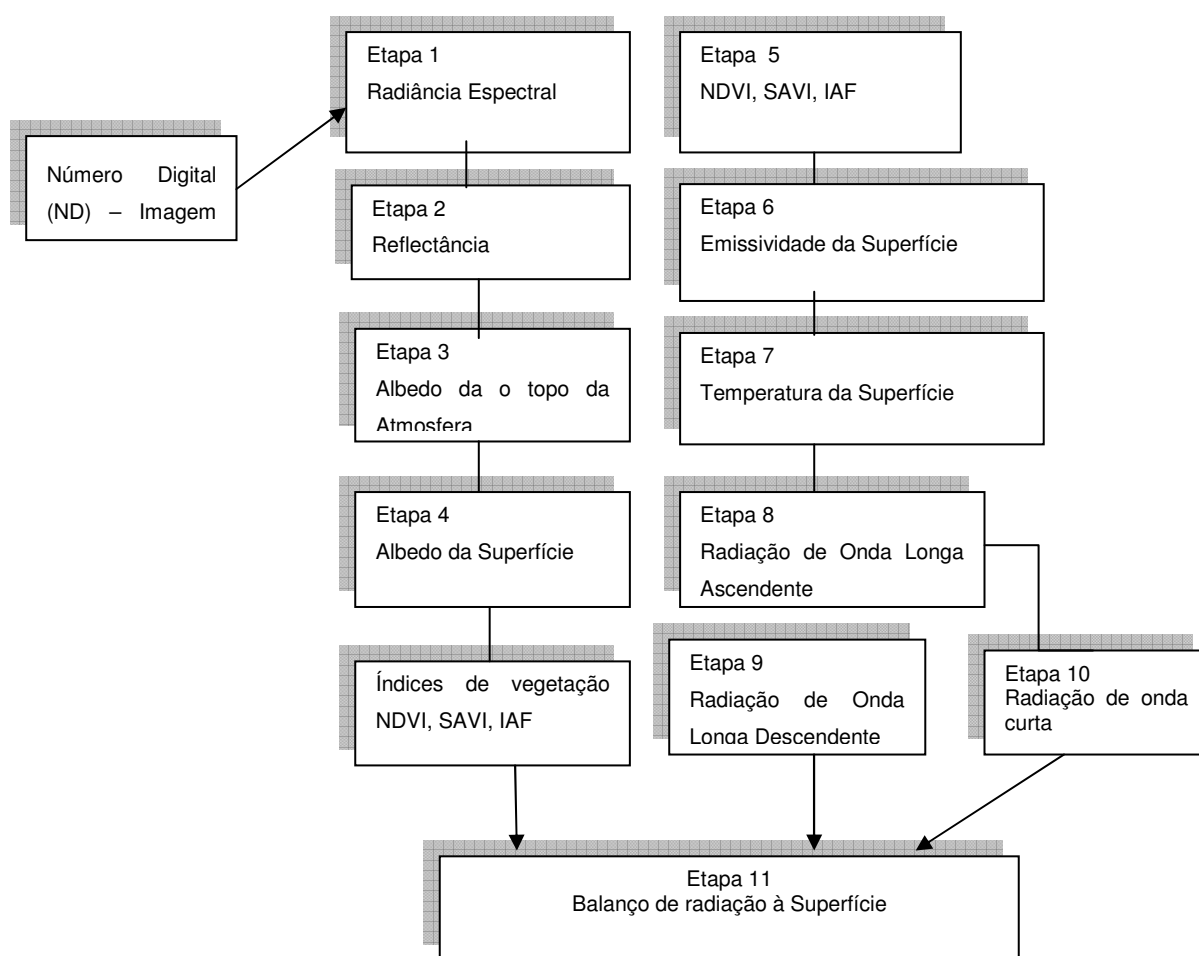 Número Digital
(ND) – Imagem
Etapa 1
Radiância Espectral
Etapa 2
Reflectância
Etapa 3
Albedo da o topo da
Atmosfera
Etapa 4
Albedo da Superfície
Índices de vegetação
NDVI, SAVI, IAF
Etapa 5
NDVI, SAVI, IAF
Etapa 6
Emissividade da Superfície
Etapa 7
Temperatura da Superfície
Etapa 8
Radiação de Onda Longa
Ascendente
Etapa 9
Radiação de Onda
Longa Descendente
Etapa 10
Radiação de onda
curta
Etapa 11
Balanço de radiação à Superfície